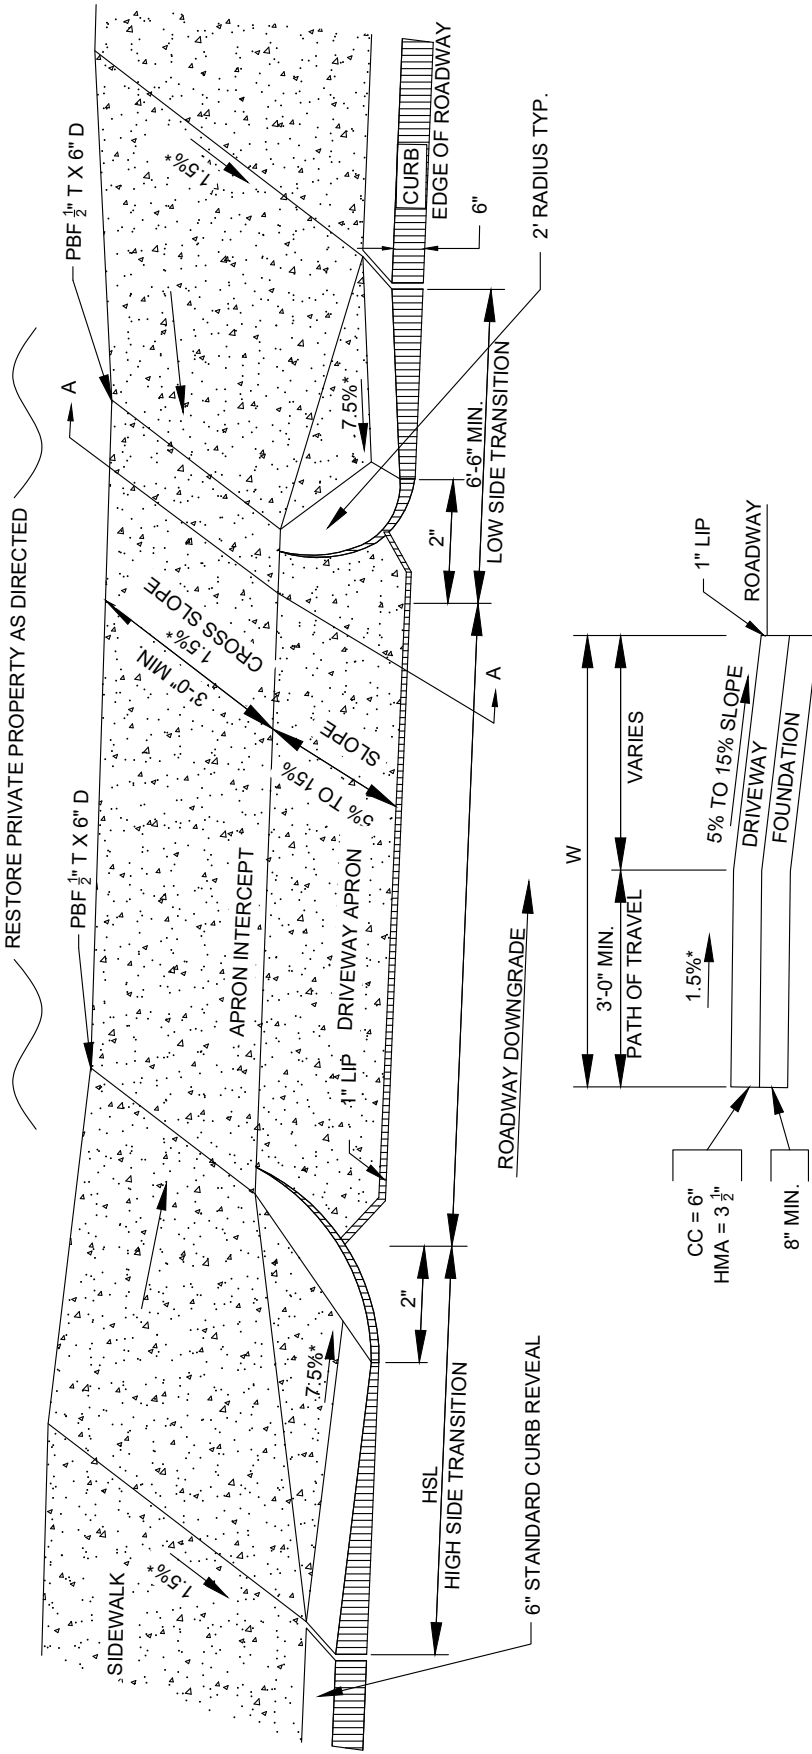 RESTORE PRIVATE PROPERTY AS DIRECTED
PBF 1/2" T X 6" D
PBF 1/2" T X 6" D
A
SIDEWALK
1.5%*
7.5%*
APRON INTERCEPT
3'-0" MIN.
1.5%*
CROSS SLOPE
5% TO 15%
SLOPE
1" LIP
DRIVEWAY APRON
7.5%*
1.5%*
CURB
EDGE OF ROADWAY
6"
2' RADIUS TYP.
2"
2"
HSL
HIGH SIDE TRANSITION
6'-6" MIN.
LOW SIDE TRANSITION
A
6" STANDARD CURB REVEAL
ROADWAY DOWNGRADE
W
3'-0" MIN.
PATH OF TRAVEL
VARIES
1.5%*
5% TO 15% SLOPE
DRIVEWAY
FOUNDATION
1" LIP
ROADWAY
CC = 6"
HMA = 3 1/2"
8" MIN.